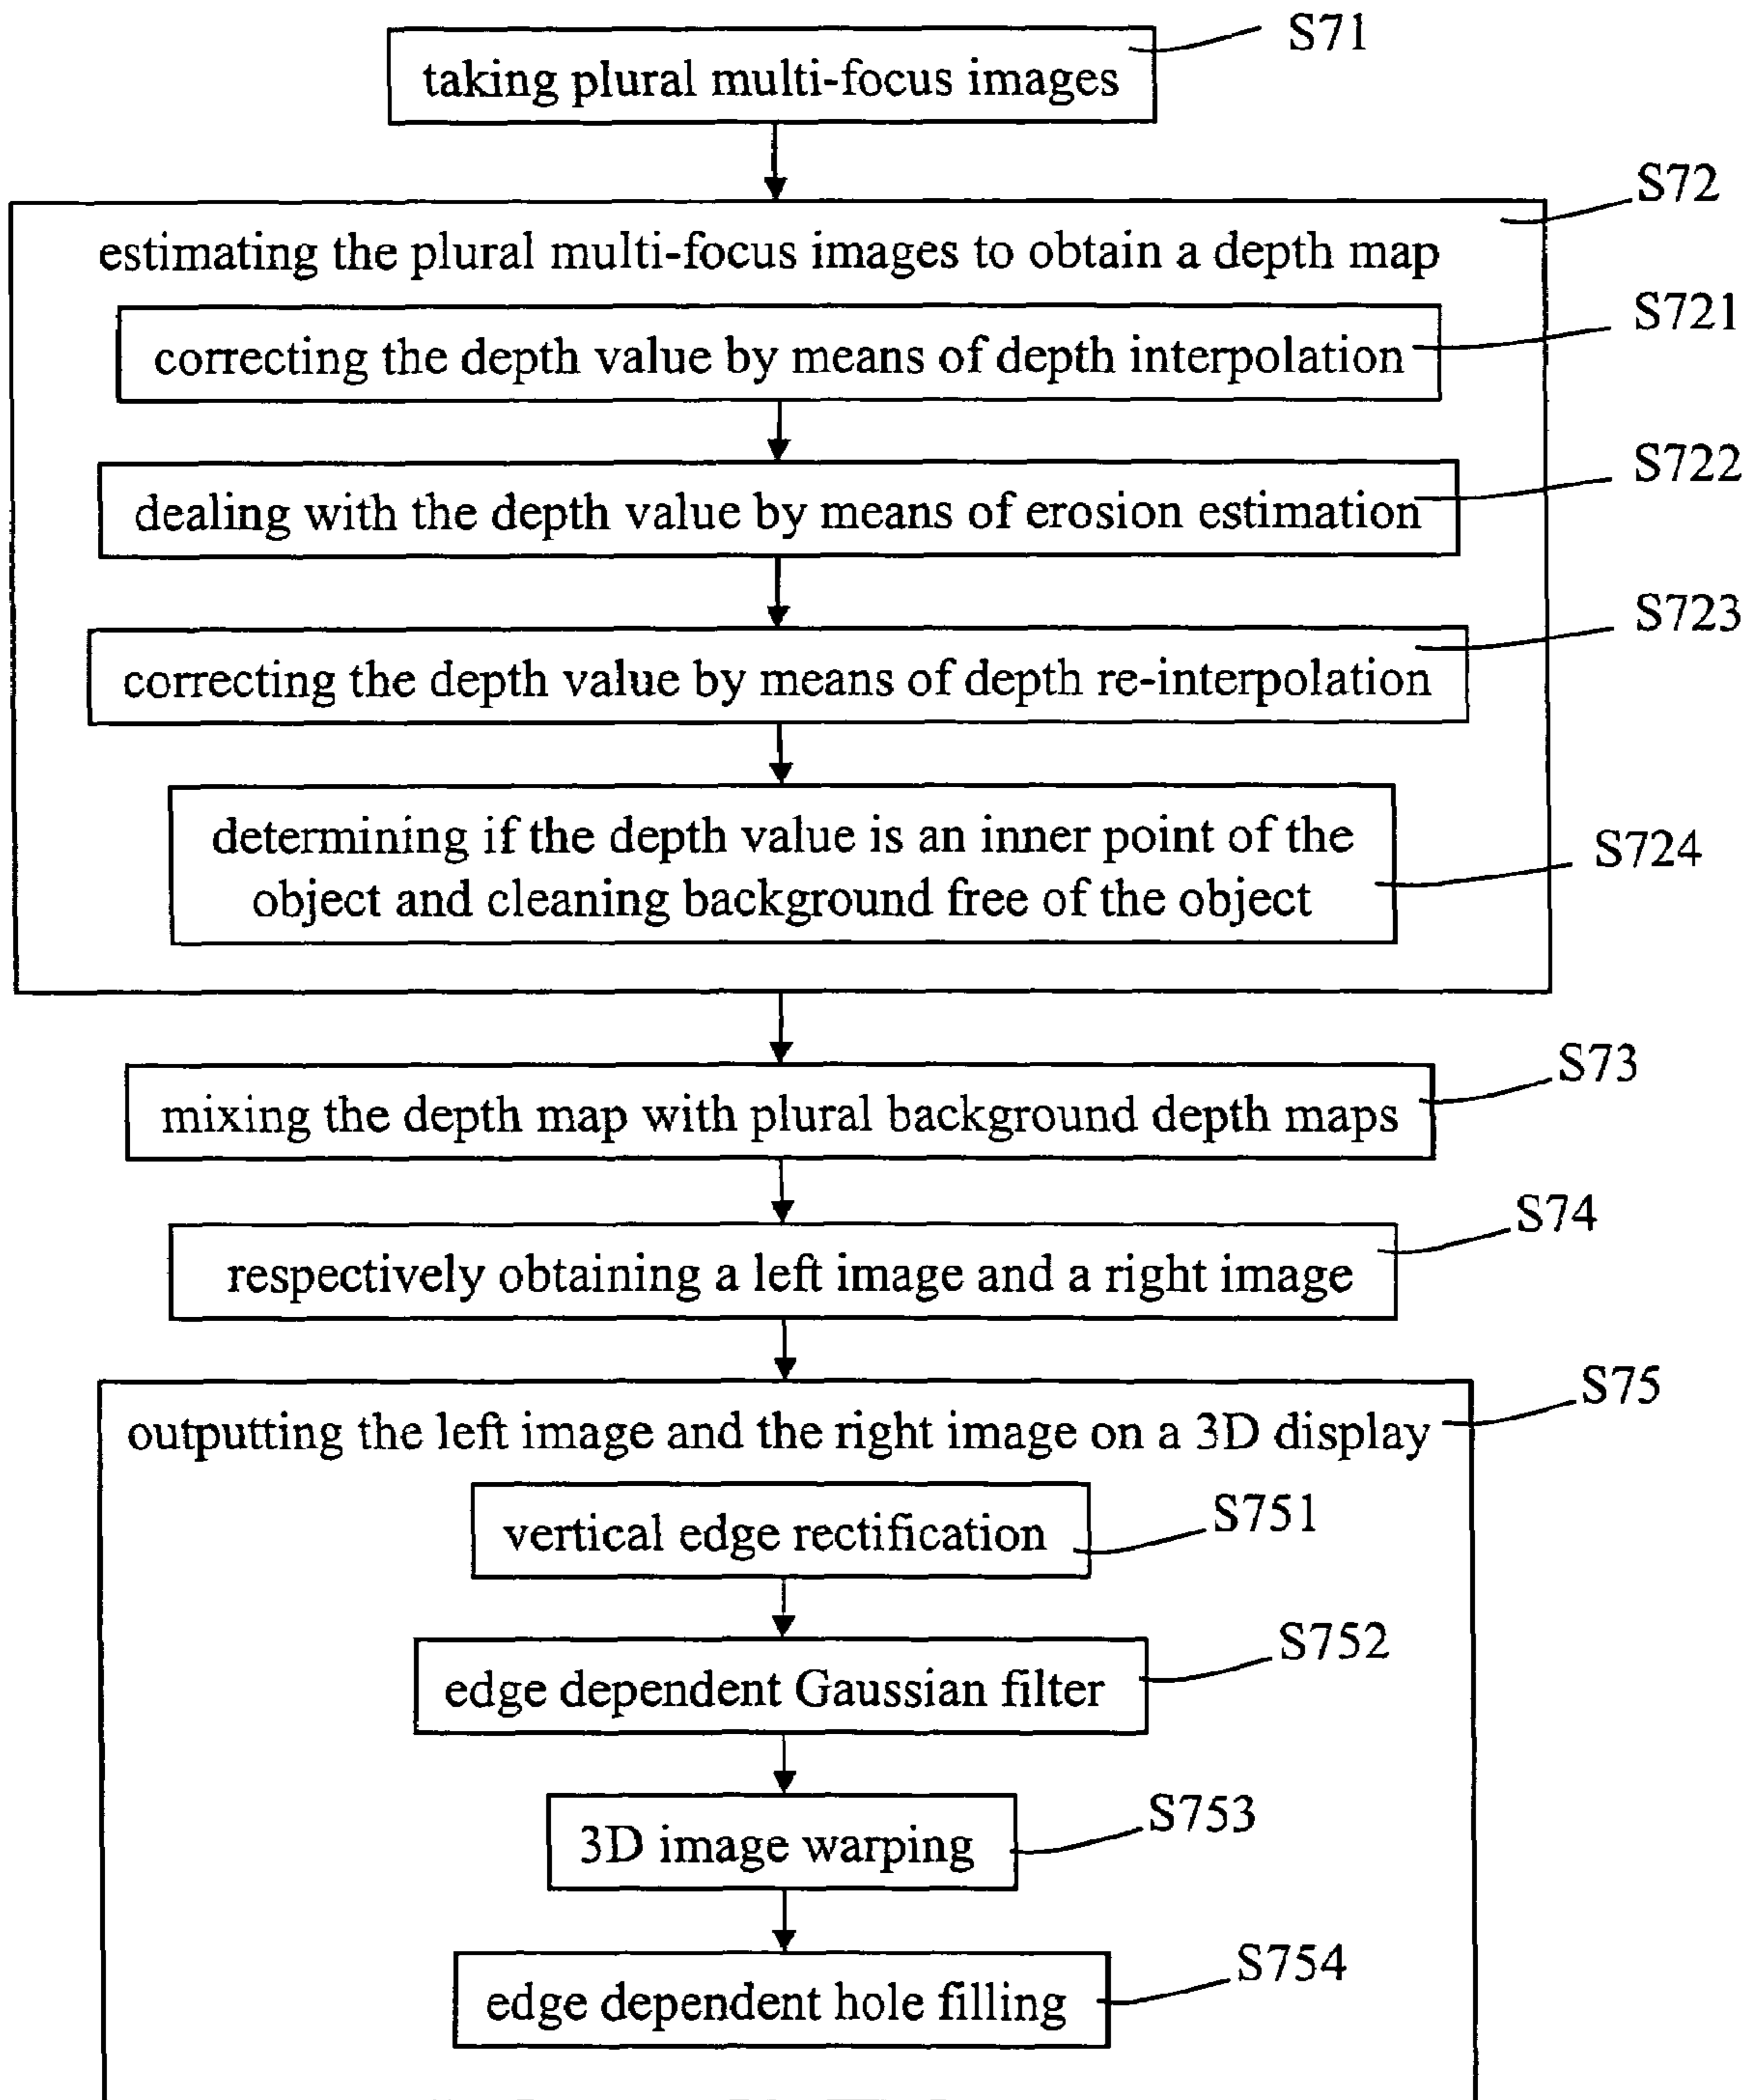 S71
taking plural multi-focus images
S72
estimating the plural multi-focus images to obtain a depth map
S721
correcting the depth value by means of depth interpolation
S722
dealing with the depth value by means of erosion estimation
S723
correcting the depth value by means of depth re-interpolation
determining if the depth value is an inner point of the
S724
object and cleaning background free of the object
S73
mixing the depth map with plural background depth maps
S74
respectively obtaining a left image and a right image
S75
outputting the left image and the right image on a 3D display
S751
vertical edge rectification
S752
edge dependent Gaussian filter
S753
3D image warping
S754
edge dependent hole filling